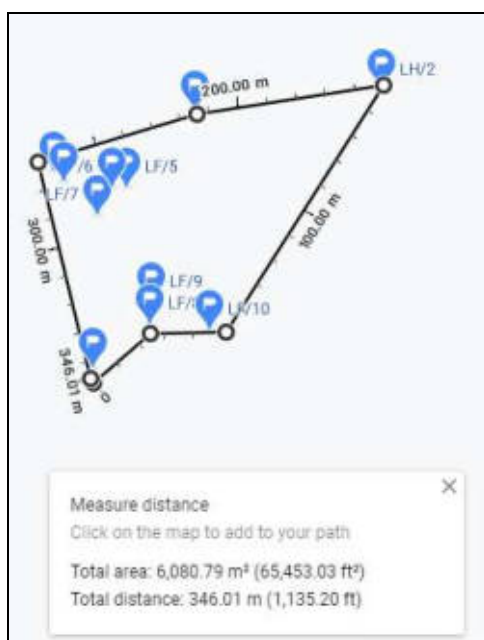 LH/2
200.00 m
/6
LF/5
LF/7
300.00 m
100.00 m
LF/9
LF/
/10
346.01 m
0
Measure distance
Click on the map to add to your path
Total area: 6,080.79 m² (65,453.03 ft²)
Total distance: 346.01 m (1,135.20 ft)